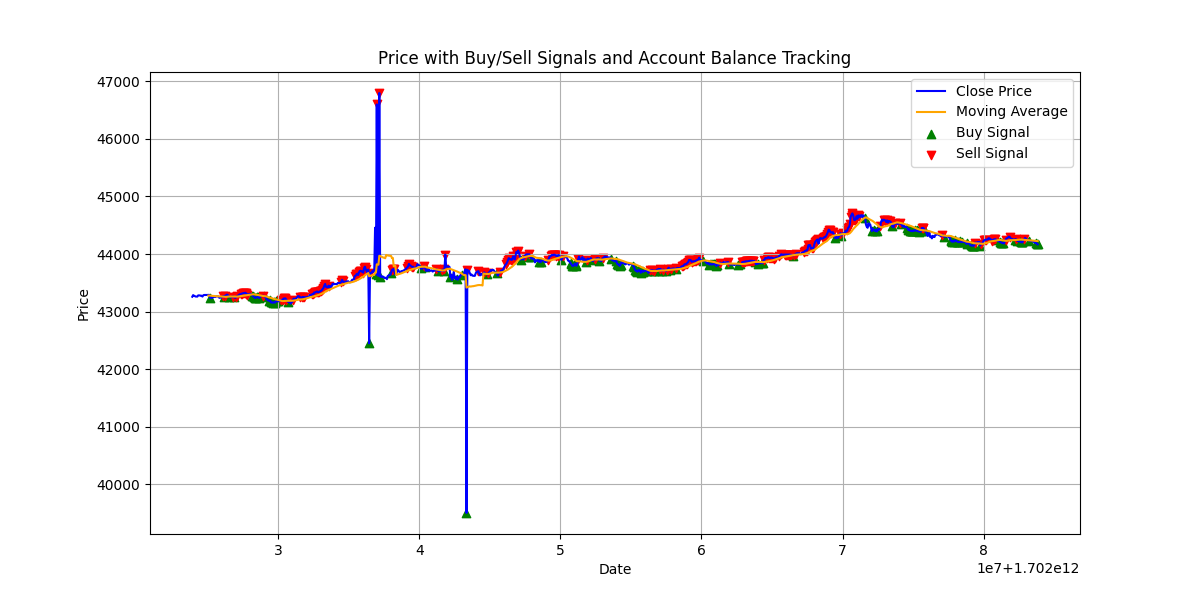 Price with Buy/Sell Signals and Account Balance Tracking
47000
46000
45000
44000
43000
42000
41000
40000
Price
Close Price
Moving Average
Buy Signal
Sell Signal
3 4 5 6 7 8
Date
1e7+1.702e12